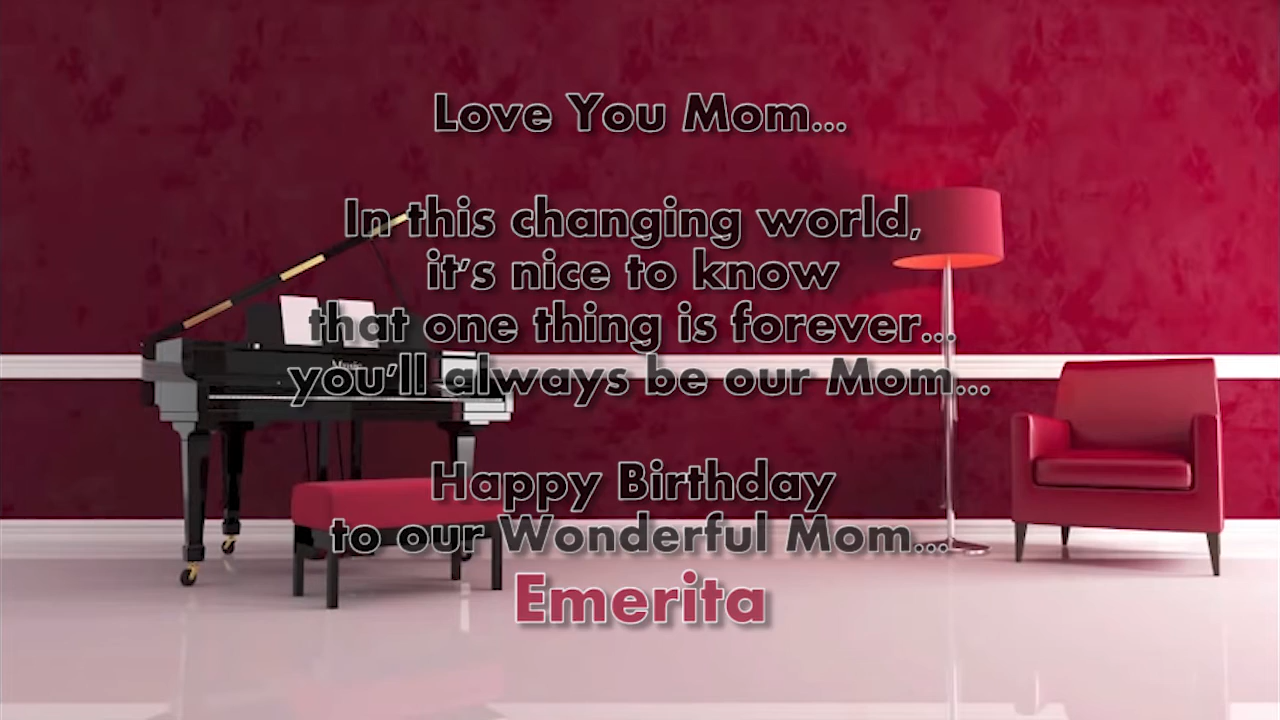 Love You Mom...
In this changing world,
it's nice to know
that one thing is forever...
you'll always be our Mom...
Music
Happy Birthday
to our Wonderful Mom...
Emerita